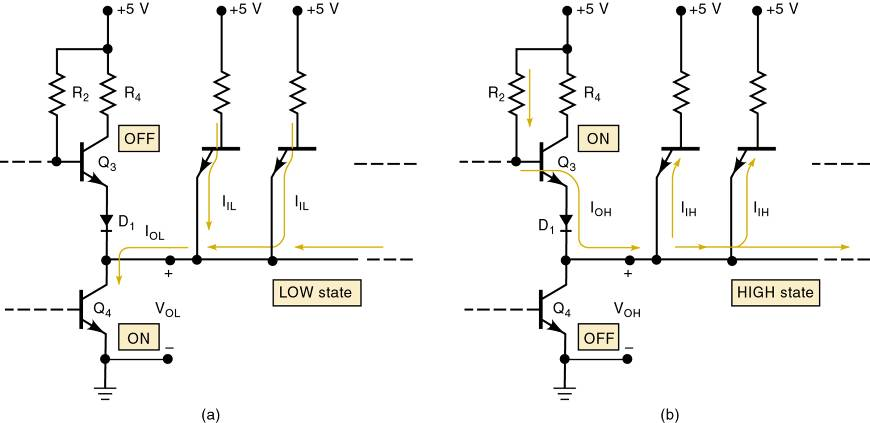 +5 V
+5 V
+5 V
R2
R4
OFF
Q3
D1
IOL
IIL
IIL
+
LOW state
Q4
VOL
ON
–
(a)
+5 V
+5 V
+5 V
R2
R4
ON
Q3
D1
IOH
IIH
IIH
+
HIGH state
Q4
VOH
OFF
–
(b)